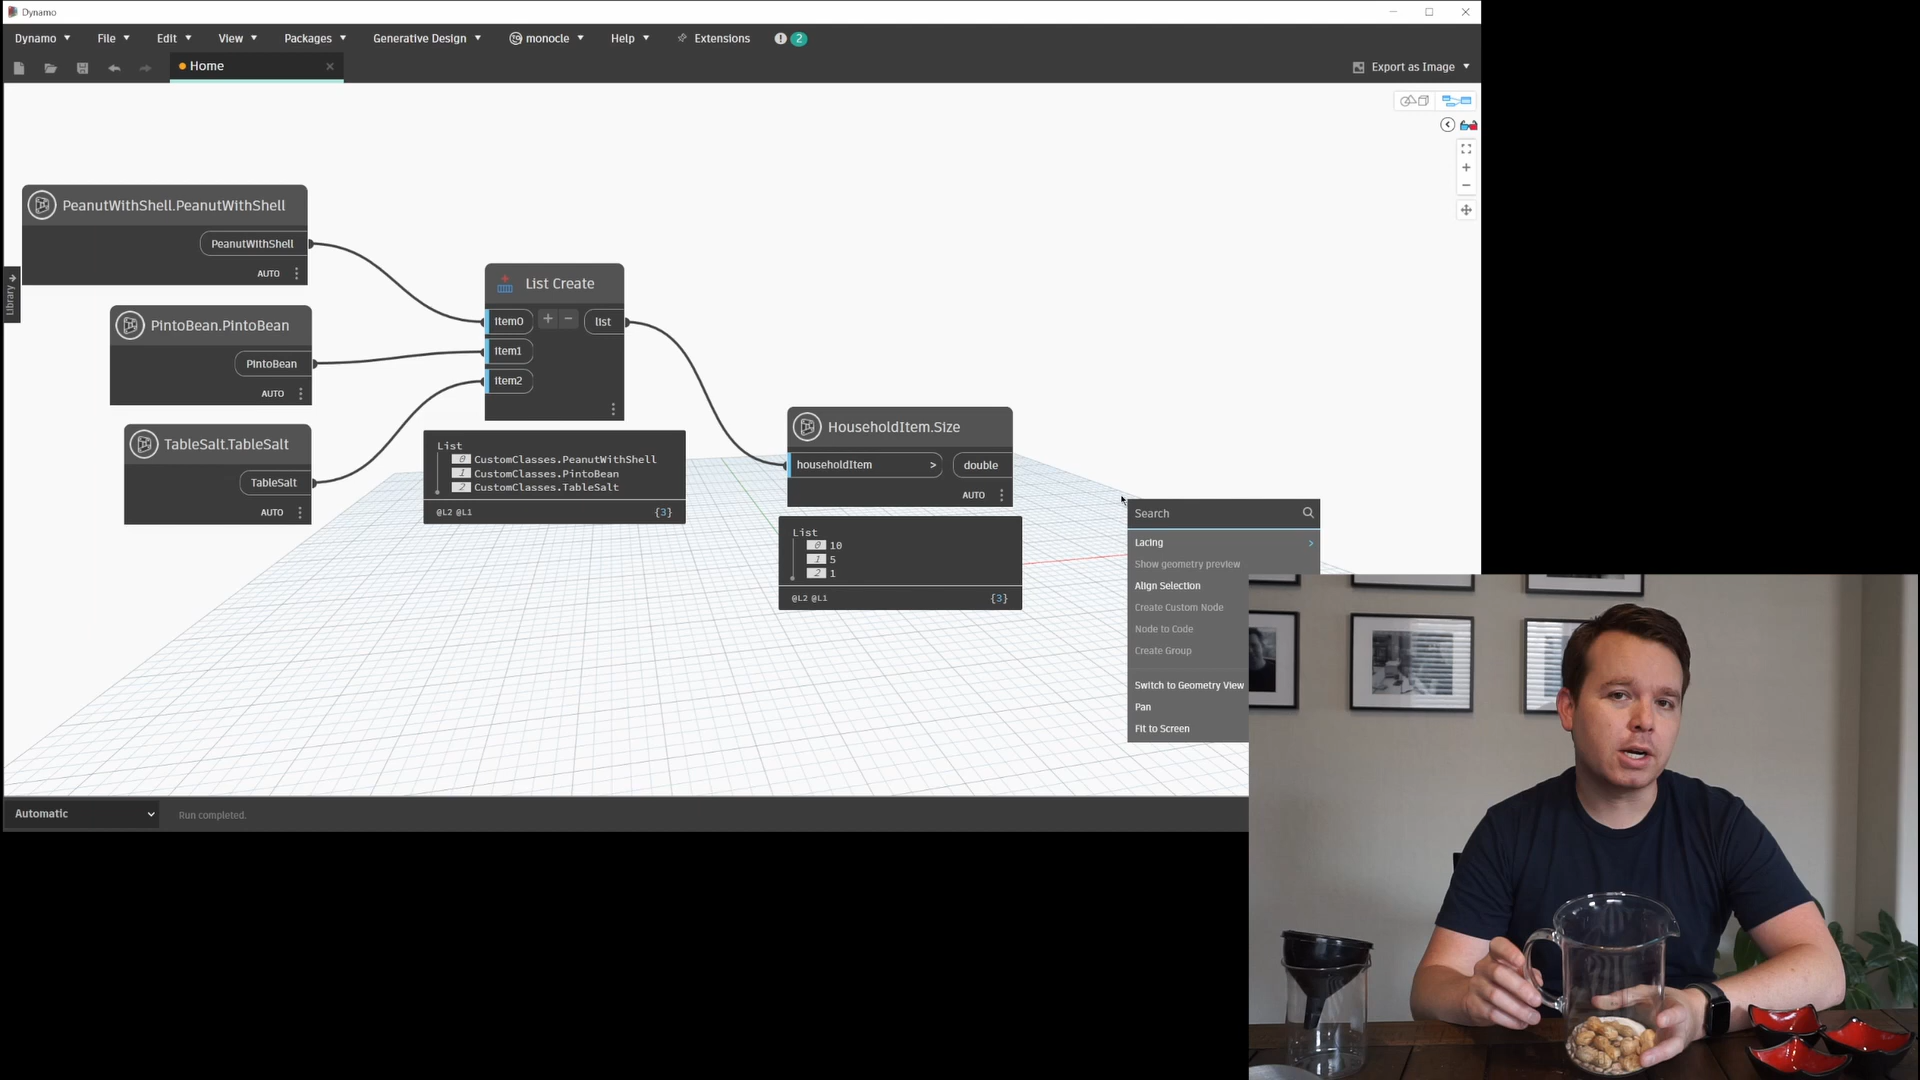 Dynamo
Dynamo File Edit View Packages Generative Design monocle Help Extensions ! 2
Home
Export as Image
Library
PeanutWithShell.PeanutWithShell
PeanutWithShell
AUTO
PintoBean.PintoBean
PintoBean
AUTO
TableSalt.TableSalt
TableSalt
AUTO
List Create
item0 + - list
item1
item2
List
0 CustomClasses.PeanutWithShell
1 CustomClasses.PintoBean
2 CustomClasses.TableSalt
@L2 @L1 {3}
HouseholdItem.Size
householdItem > double
AUTO
List
0 10
1 5
2 1
@L2 @L1 {3}
Search
Lacing >
Show geometry preview
Align Selection
Create Custom Node
Node to Code
Create Group
Switch to Geometry View
Pan
Fit to Screen
Automatic
Run completed.